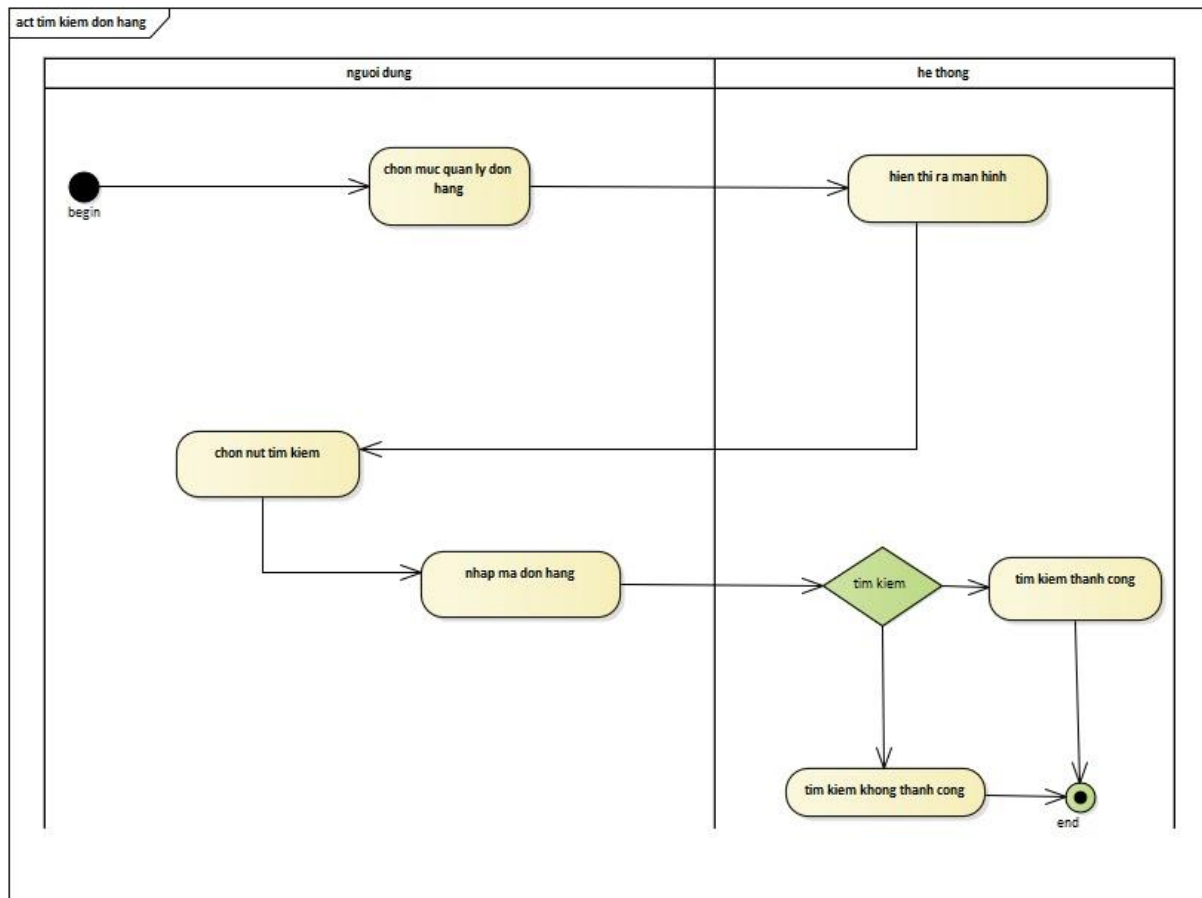 act tim kiem don hang
nguoi dung
he thong
begin
chon muc quan ly don
hang
hien thi ra man hinh
chon nut tim kiem
nhap ma don hang
tim kiem
tim kiem thanh cong
tim kiem khong thanh cong
end